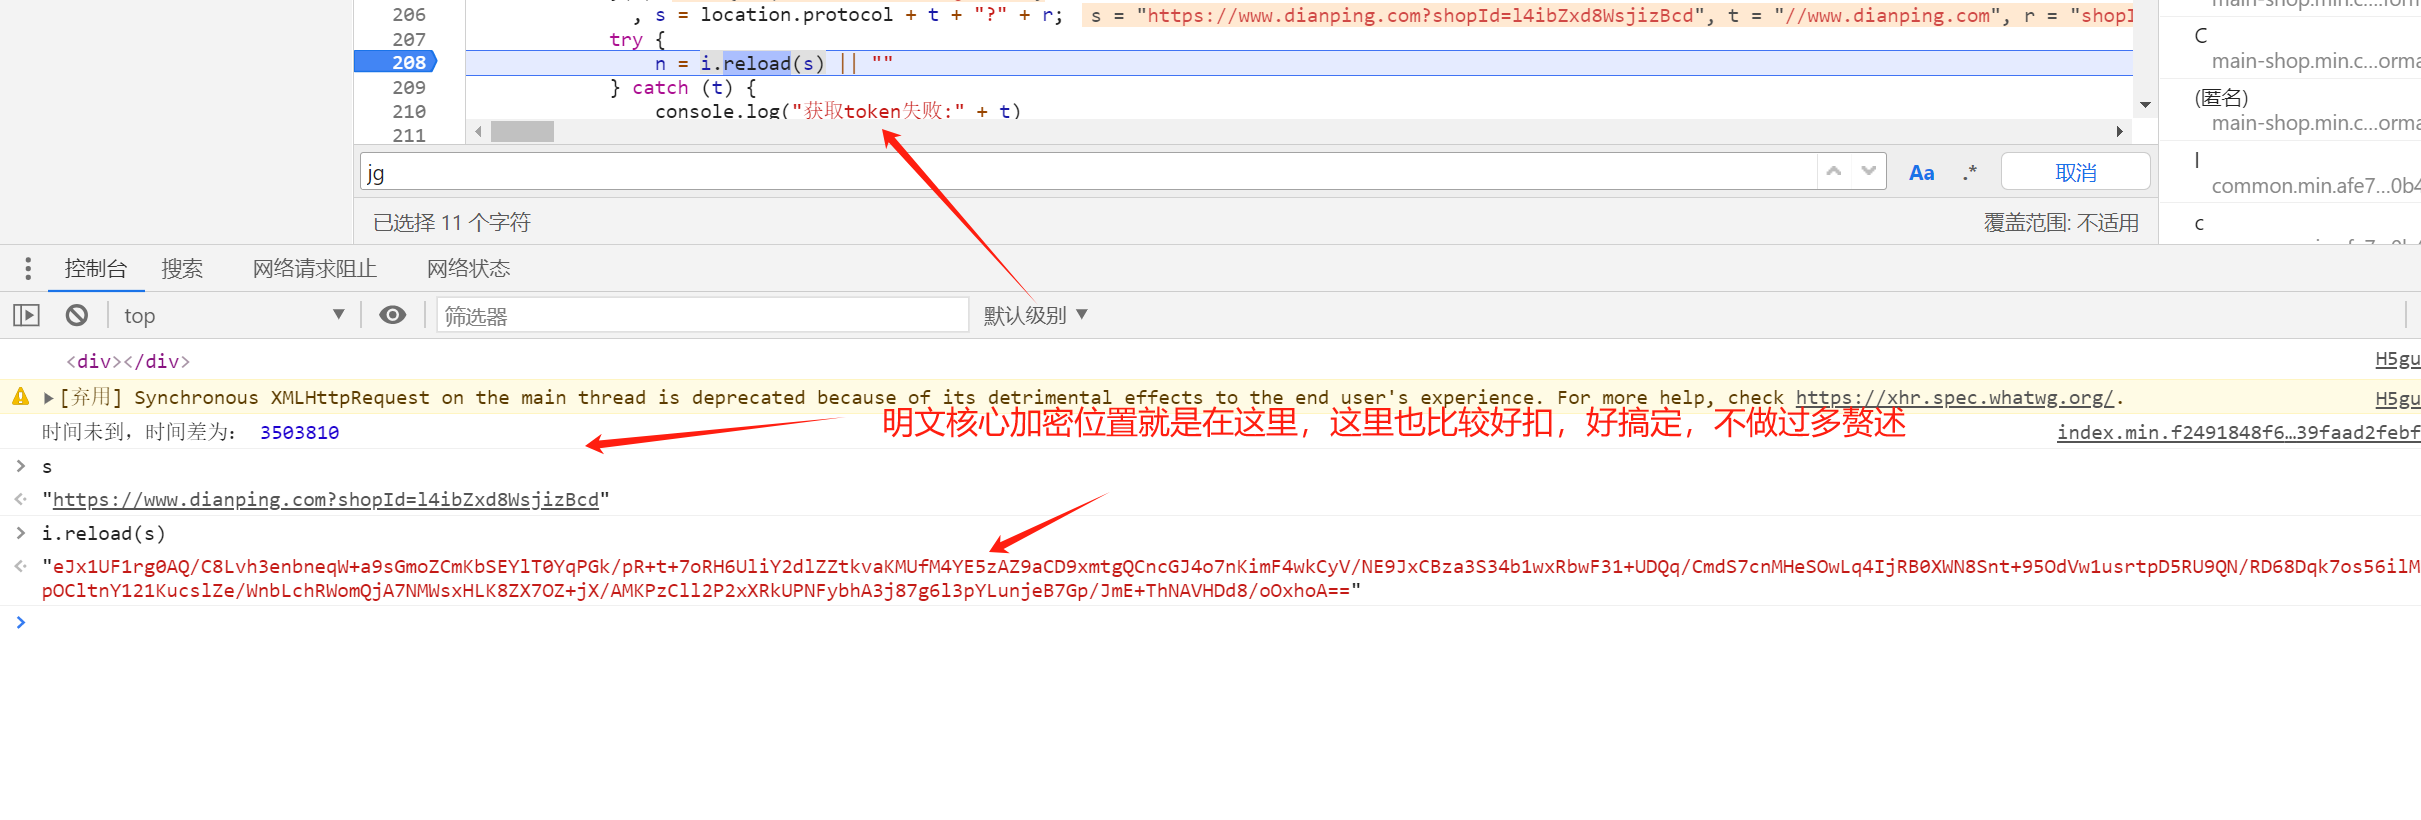 206 , s = location.protocol + t + "?" + r; s = "https://www.dianping.com?shopId=l4ibZxd8WsjizBcd", t = "//www.dianping.com", r = "shopI
207 try {
208 n = i.reload(s) || ""
209 } catch (t) {
210 console.log("获取token失败:" + t)
211
C
main-shop.min.c...orma
(匿名)
main-shop.min.c...orma
l
common.min.afe7...0b4
c
jg
Aa .* 取消
已选择 11 个字符 覆盖范围: 不适用
控制台 搜索 网络请求阻止 网络状态
top 筛选器 默认级别
<div></div> H5gu
[弃用] Synchronous XMLHttpRequest on the main thread is deprecated because of its detrimental effects to the end user's experience. For more help, check https://xhr.spec.whatwg.org/. H5gu
明文核心加密位置就是在这里，这里也比较好扣，好搞定，不做过多赘述
时间未到，时间差为： 3503810 index.min.f2491848f6…39faad2febf
> s
"https://www.dianping.com?shopId=l4ibZxd8WsjizBcd"
> i.reload(s)
"eJx1UF1rg0AQ/C8Lvh3enbneqW+a9sGmoZCmKbSEYlT0YqPGk/pR+t+7oRH6UliY2dlZZtkvaKMUfM4YE5zAZ9aCD9xmtgQCncGJ4o7nKimF4wkCyV/NE9JxCBza3S34b1wxRbwF31+UDQq/CmdS7cnMHeSOwLq4IjRB0XWN8Snt+95OdVw1usrtpD5RU9QN/RD68Dqk7os56ilM
pOCltnY121KucslZe/WnbLchRWomQjA7NMWsxHLK8ZX7OZ+jX/AMKPzCll2P2xXRkUPNFybhA3j87g6l3pYLunjeB7Gp/JmE+ThNAVHDd8/oOxhoA=="
>